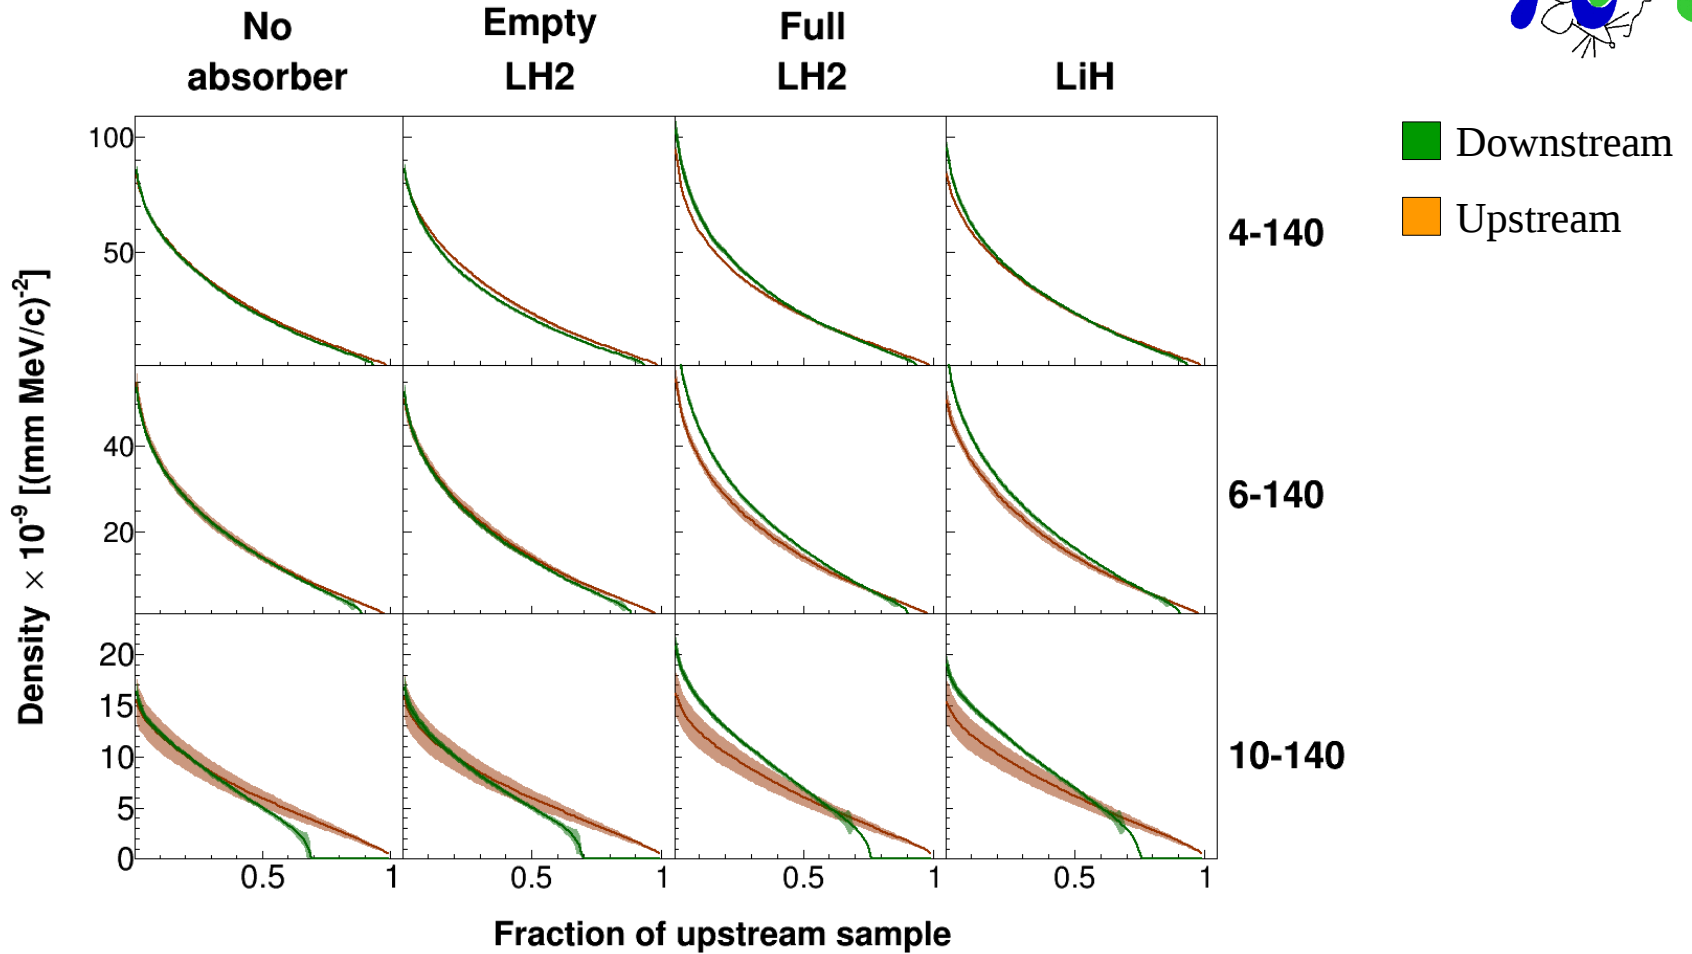 No
absorber
Empty
LH2
Full
LH2
LiH
Downstream
Upstream
Density × 10-9 [(mm MeV/c)-2]
100
50
4-140
40
20
6-140
20
15
10
5
0
10-140
0.5 1 0.5 1 0.5 1 0.5 1
Fraction of upstream sample